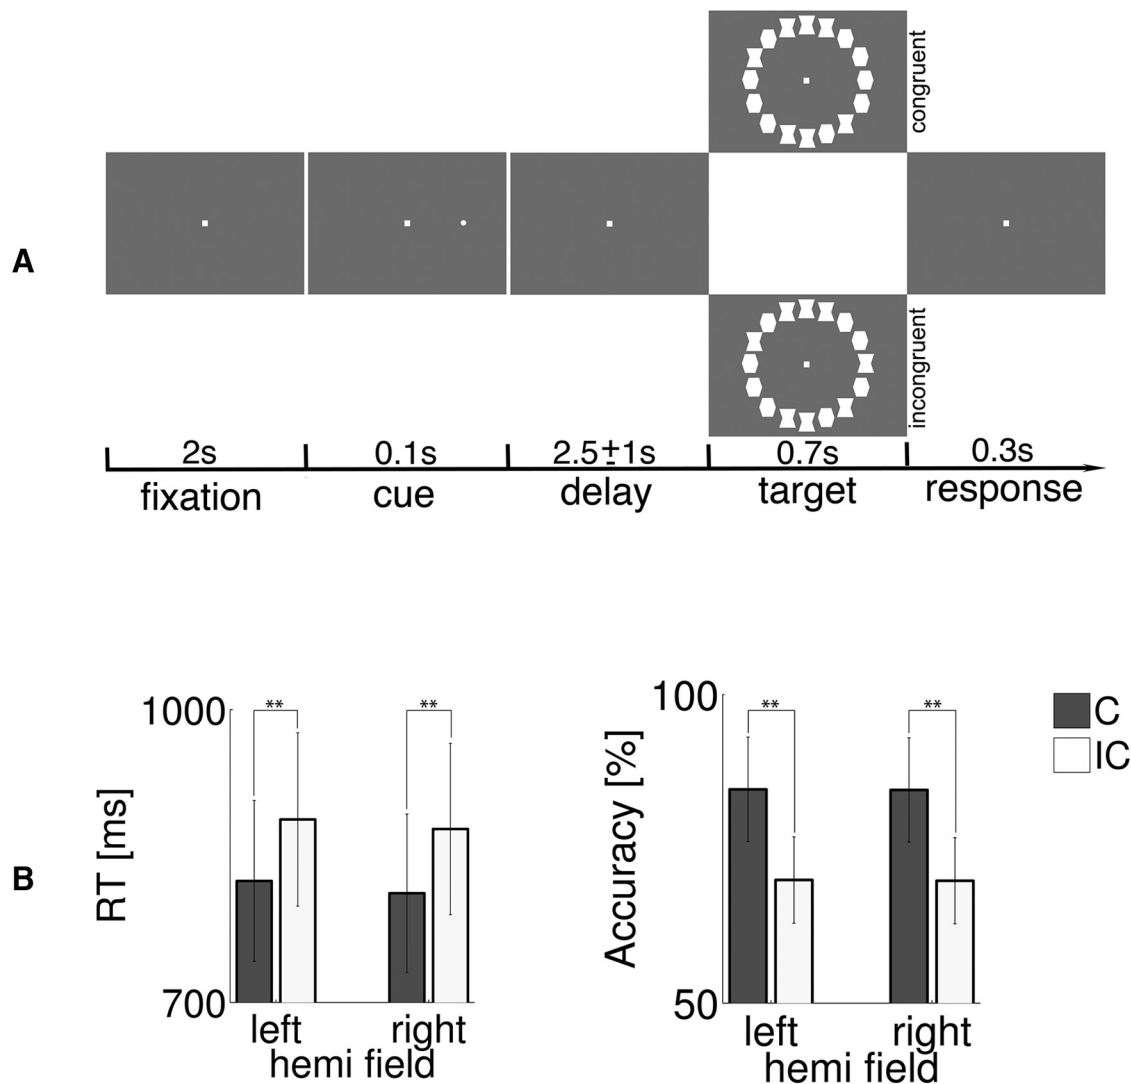 congruent
A
incongruent
2s 0.1s 2.5±1s 0.7s 0.3s
fixation cue delay target response
B
1000
700
RT [ms]
**
**
left right
hemi field
100
50
Accuracy [%]
**
**
left right
hemi field
C
IC